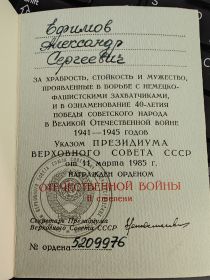 Ефимов
Александр
Сергеевич
ЗА ХРАБРОСТЬ, СТОЙКОСТЬ И МУЖЕСТВО,
ПРОЯВЛЕННЫЕ В БОРЬБЕ С НЕМЕЦКО-
ФАШИСТСКИМИ ЗАХВАТЧИКАМИ,
И В ОЗНАМЕНОВАНИЕ 40-ЛЕТИЯ
ПОБЕДЫ СОВЕТСКОГО НАРОДА
В ВЕЛИКОЙ ОТЕЧЕСТВЕННОЙ ВОЙНЕ
1941—1945 ГОДОВ
УКАЗОМ ПРЕЗИДИУМА
ВЕРХОВНОГО СОВЕТА СССР
от 11 марта 1985 г.
НАГРАЖДЕН ОРДЕНОМ
ОТЕЧЕСТВЕННОЙ ВОЙНЫ
II степени
Секретарь Президиума
Верховного Совета СССР
№ ордена 5209976